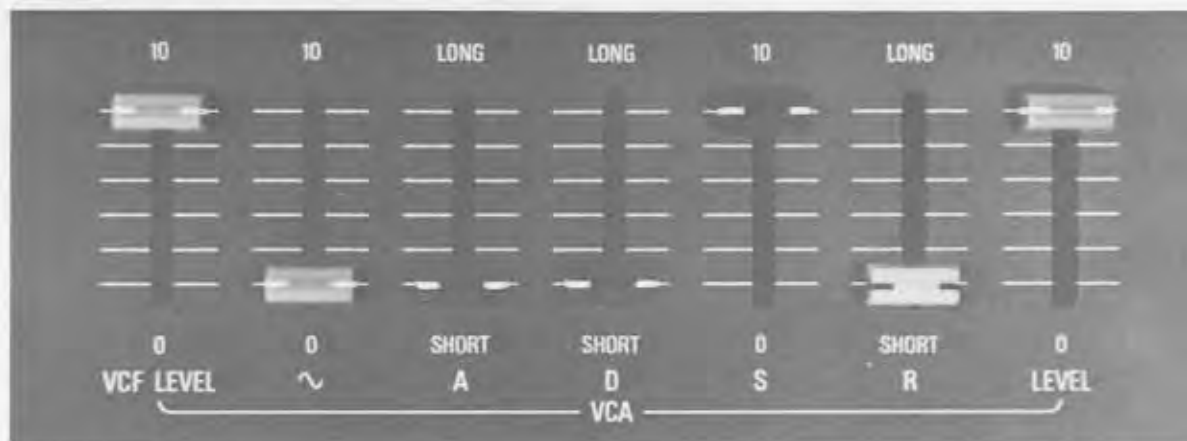 10 10 LONG LONG 10 LONG 10
0 0 SHORT SHORT 0 SHORT 0
VCF LEVEL ∿ A D S R LEVEL
VCA